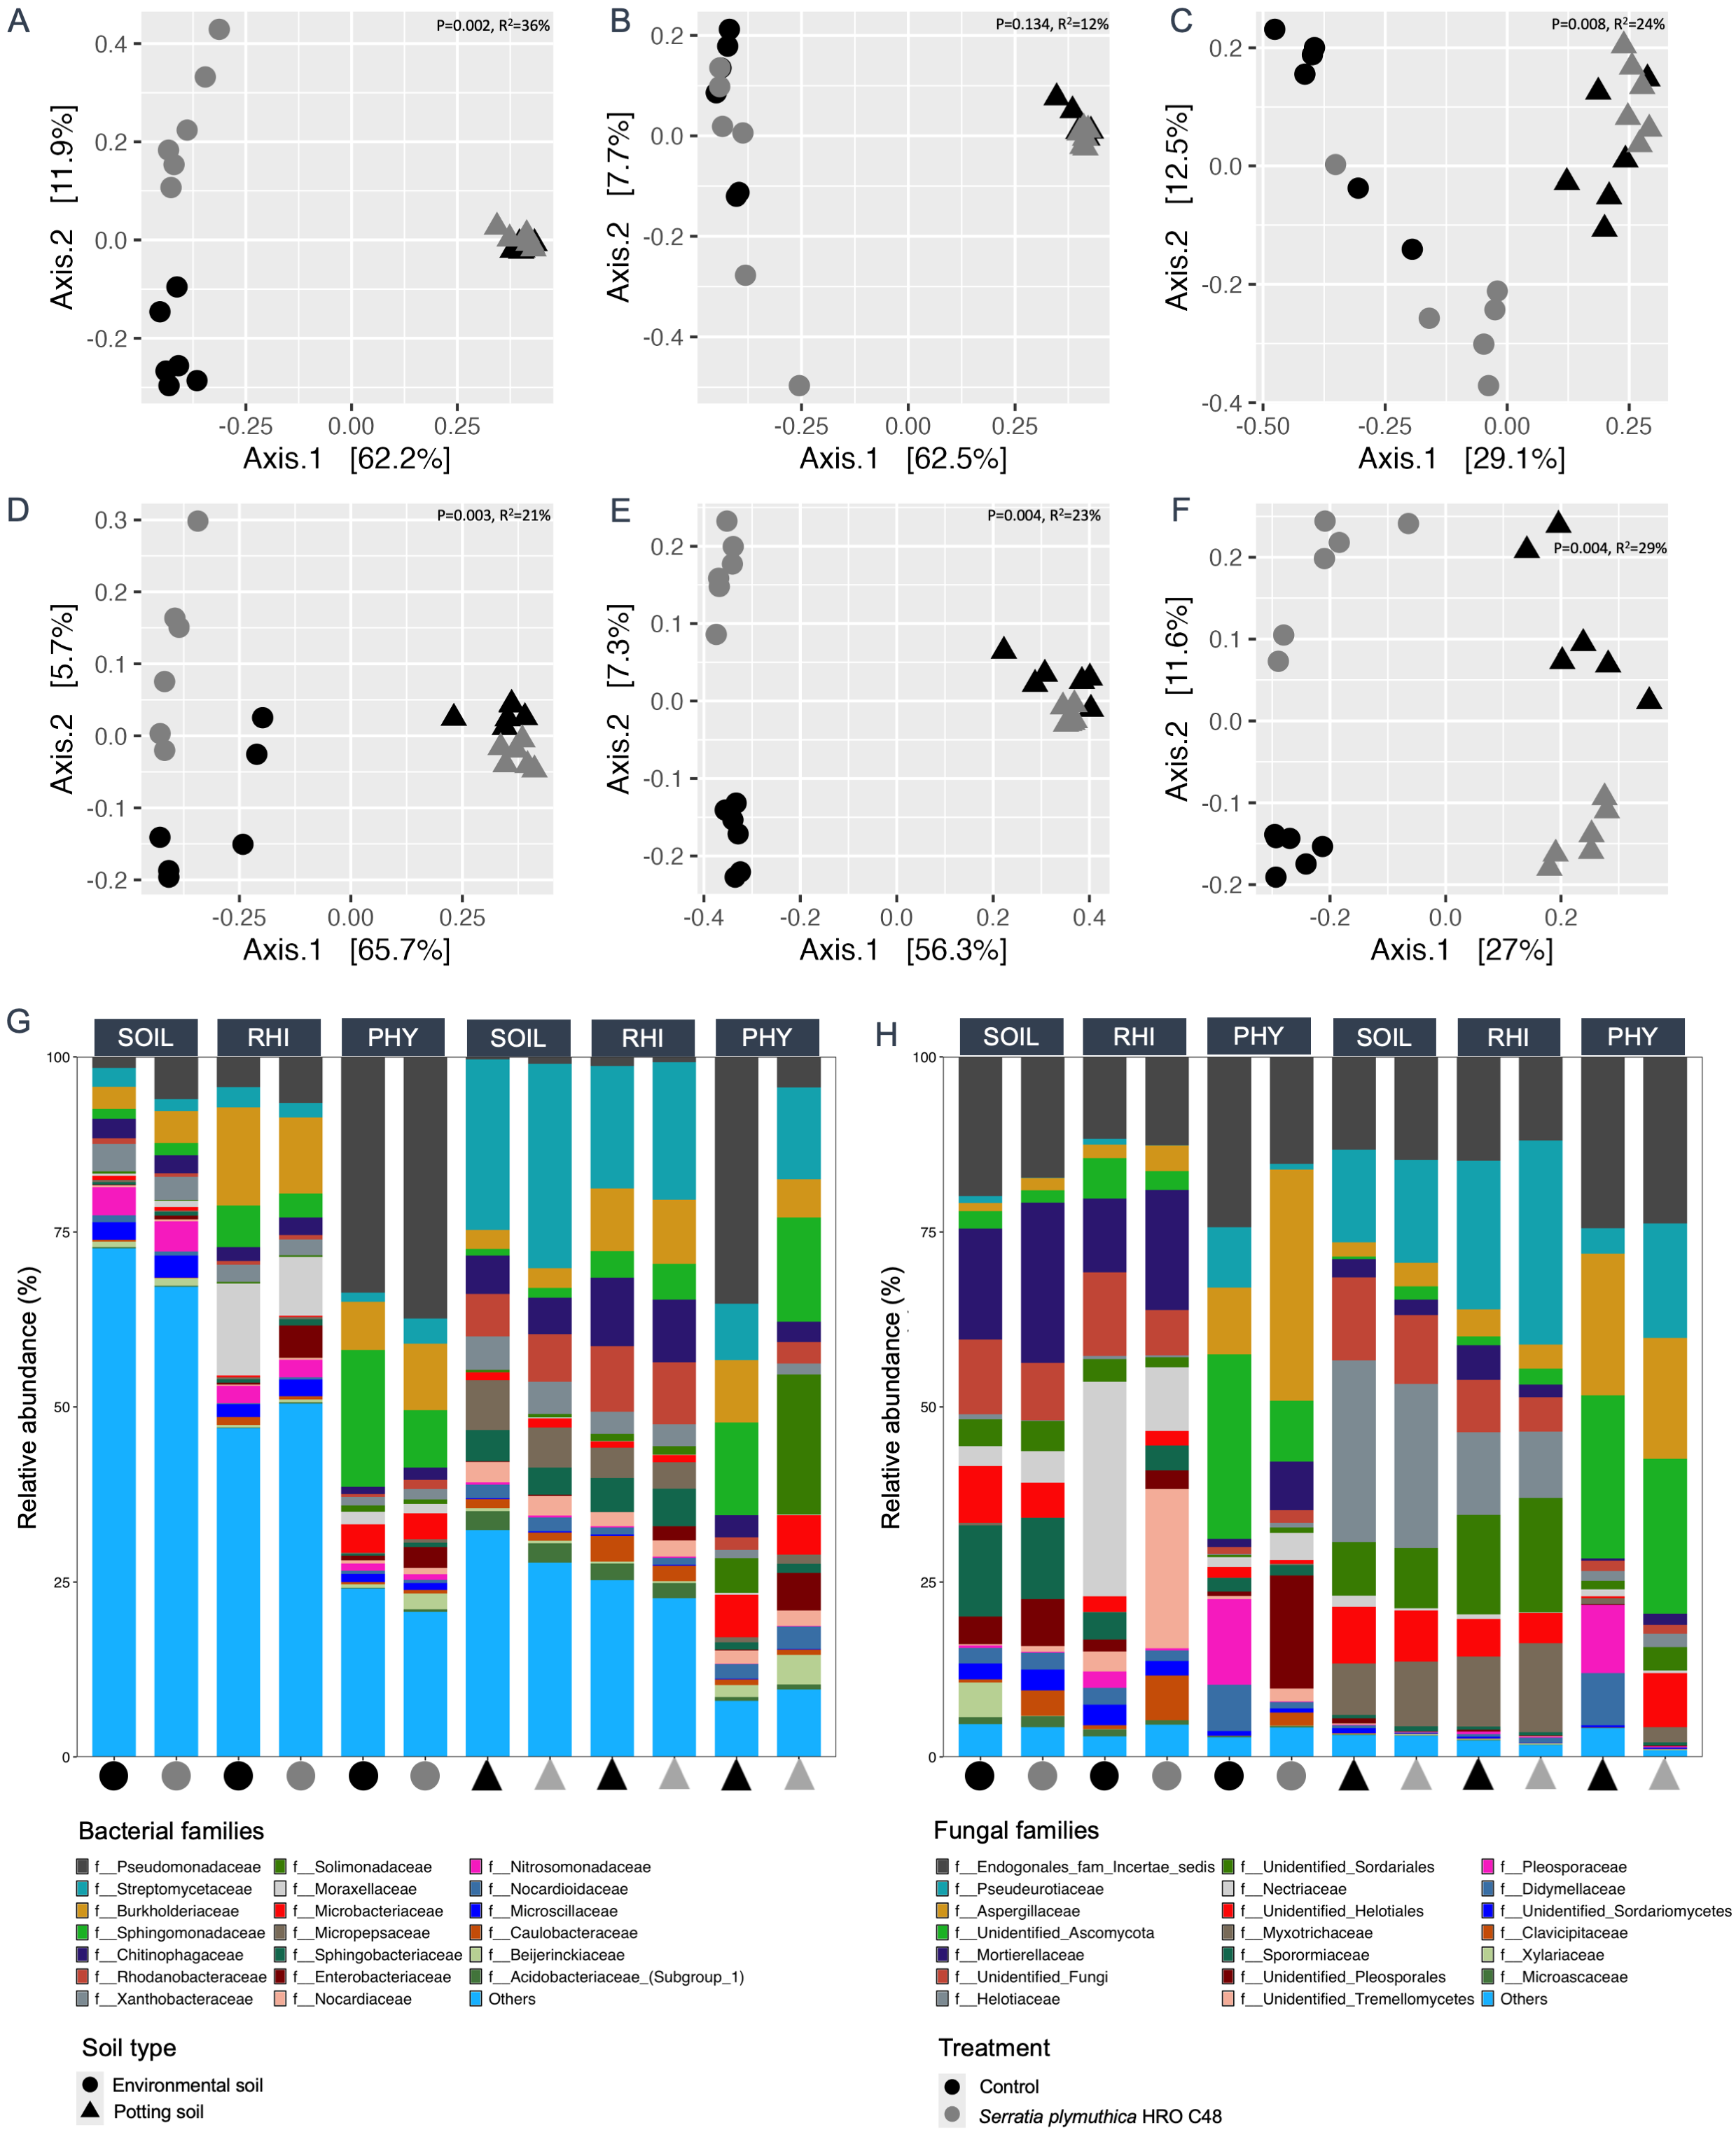 A
P=0.002, R²=36%
0.4
0.2
0.0
-0.2
Axis.2 [11.9%]
-0.25 0.00 0.25
Axis.1 [62.2%]
B
P=0.134, R²=12%
0.2
0.0
-0.2
-0.4
Axis.2 [7.7%]
-0.25 0.00 0.25
Axis.1 [62.5%]
C
P=0.008, R²=24%
0.2
0.0
-0.2
-0.4
Axis.2 [12.5%]
-0.50 -0.25 0.00 0.25
Axis.1 [29.1%]
D
P=0.003, R²=21%
0.3
0.2
0.1
0.0
-0.1
-0.2
Axis.2 [5.7%]
-0.25 0.00 0.25
Axis.1 [65.7%]
E
P=0.004, R²=23%
0.2
0.1
0.0
-0.1
-0.2
Axis.2 [7.3%]
-0.4 -0.2 0.0 0.2 0.4
Axis.1 [56.3%]
F
P=0.004, R²=29%
0.2
0.1
0.0
-0.1
-0.2
Axis.2 [11.6%]
-0.2 0.0 0.2
Axis.1 [27%]
G
SOIL RHI PHY SOIL RHI PHY
100
75
50
25
0
Relative abundance (%)
H
SOIL RHI PHY SOIL RHI PHY
100
75
50
25
0
Relative abundance (%)
Bacterial families
f__Pseudomonadaceae f__Solimonadaceae f__Nitrosomonadaceae
f__Streptomycetaceae f__Moraxellaceae f__Nocardioidaceae
f__Burkholderiaceae f__Microbacteriaceae f__Microscillaceae
f__Sphingomonadaceae f__Micropepsaceae f__Caulobacteraceae
f__Chitinophagaceae f__Sphingobacteriaceae f__Beijerinckiaceae
f__Rhodanobacteraceae f__Enterobacteriaceae f__Acidobacteriaceae_(Subgroup_1)
f__Xanthobacteraceae f__Nocardiaceae Others
Fungal families
f__Endogonales_fam_Incertae_sedis f__Unidentified_Sordariales f__Pleosporaceae
f__Pseudeurotiaceae f__Nectriaceae f__Didymellaceae
f__Aspergillaceae f__Unidentified_Helotiales f__Unidentified_Sordariomycetes
f__Unidentified_Ascomycota f__Myxotrichaceae f__Clavicipitaceae
f__Mortierellaceae f__Sporormiaceae f__Xylariaceae
f__Unidentified_Fungi f__Unidentified_Pleosporales f__Microascaceae
f__Helotiaceae f__Unidentified_Tremellomycetes Others
Soil type
Environmental soil
Potting soil
Treatment
Control
Serratia plymuthica HRO C48